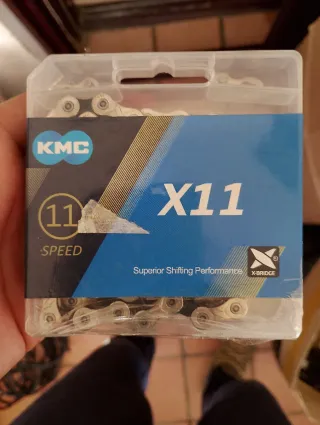 KMC
X11
11
SPEED
Superior Shifting Performance
X-BRIDGE